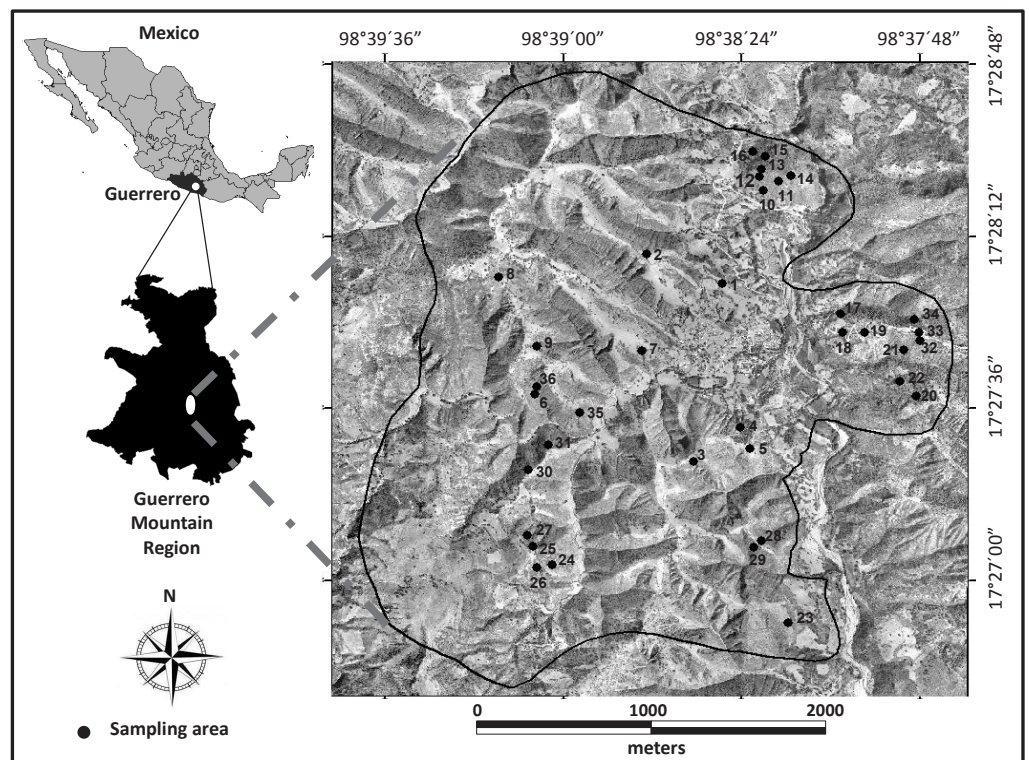 Mexico
Guerrero
Guerrero
Mountain
Region
N
Sampling area
98°39′36″ 98°39′00″ 98°38′24″ 98°37′48″
17°28′48″
17°28′12″
17°27′36″
17°27′00″
16 15
13
12 14
11
10
2
1
8
17 34
18 19 33
32
21
9 7
36
6
22
20
35
4
5
31
3
30
27
25 24
26
28
29
23
0 1000 2000
meters